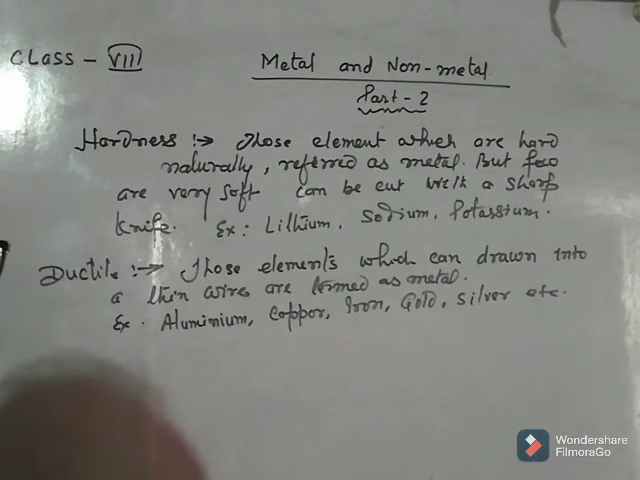 CLASS - VIII
Metal and Non-metal
Part - 2
Hardness :→ Those element which are hard
naturally, referred as metal. But few
are very soft can be cut with a sharp
knife. Ex: Lithium, Sodium, Potassium.
Ductile :→ Those elements which can drawn into
a thin wires are termed as metal.
Ex. Aluminium, Coppor, Iron, Gold, Silver etc.
Wondershare
FilmoraGo